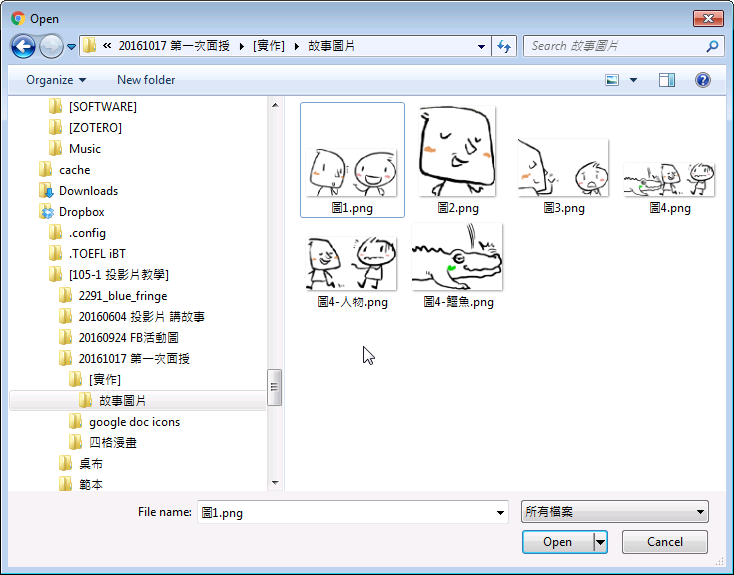 Open
« 20161017 第一次面授 ▸ [實作] ▸ 故事圖片
Search 故事圖片
Organize
New folder
[SOFTWARE]
[ZOTERO]
Music
cache
Downloads
Dropbox
.config
.TOEFL iBT
[105-1 投影片教學]
2291_blue_fringe
20160604 投影片 講故事
20160924 FB活動圖
20161017 第一次面授
[實作]
故事圖片
google doc icons
四格漫畫
桌布
範本
圖1.png
圖2.png
圖3.png
圖4.png
圖4-人物.png
圖4-鱷魚.png
File name:
圖1.png
所有檔案
Open
Cancel